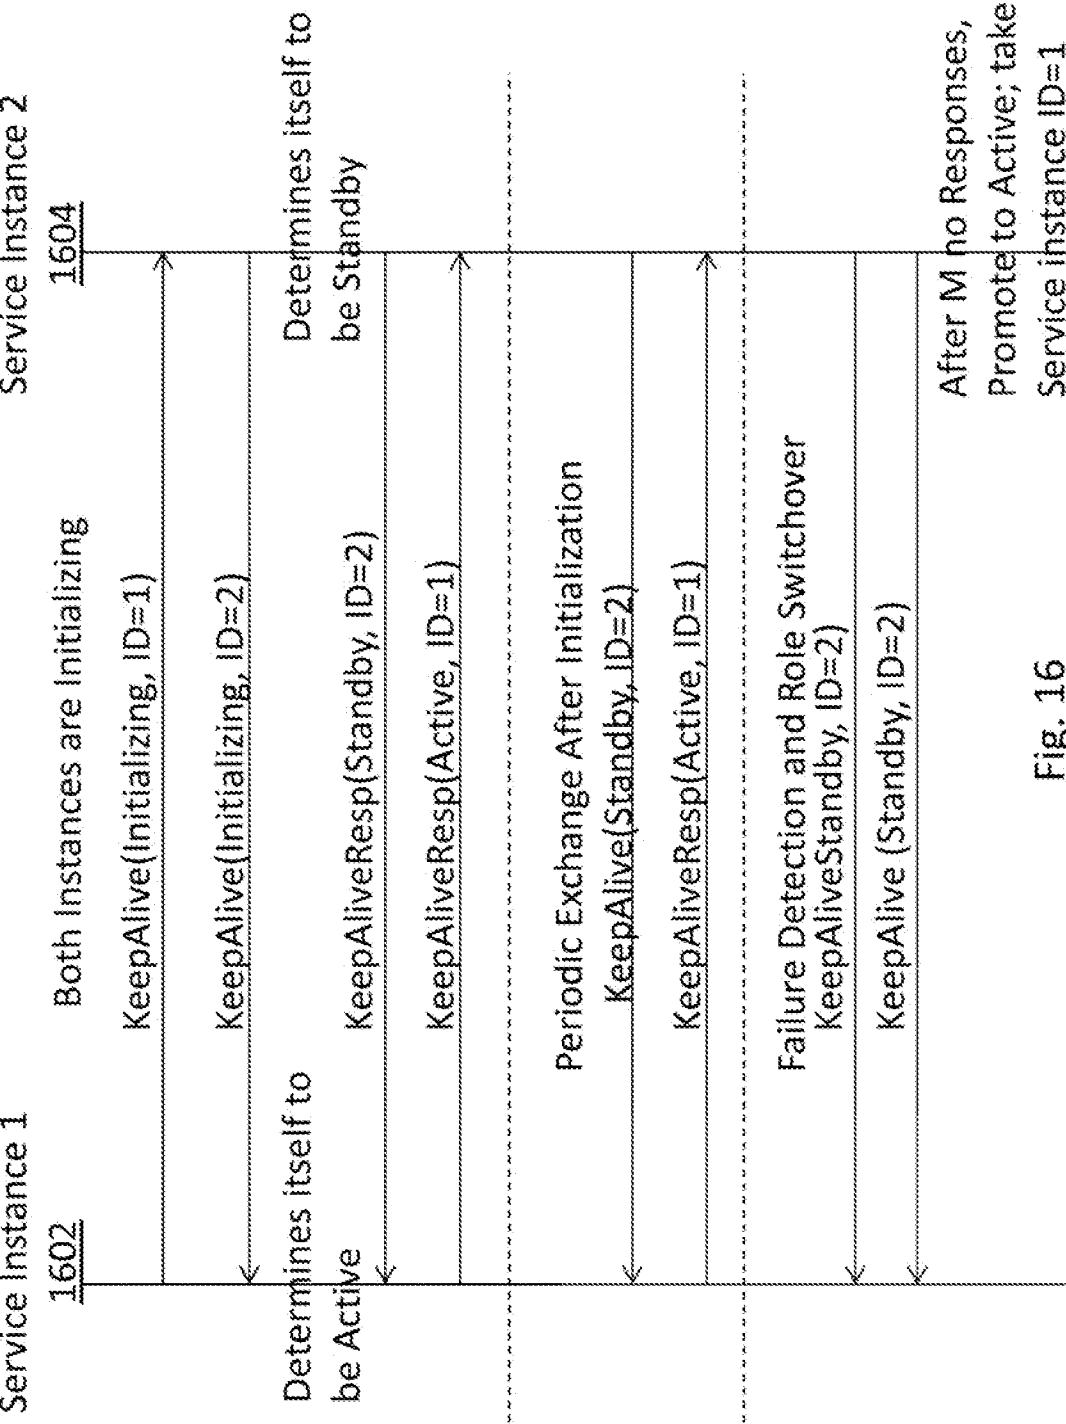 Service Instance 1
1602
Service Instance 2
1604
Both Instances are Initializing
KeepAlive(Initializing, ID=1)
KeepAlive(Initializing, ID=2)
Determines itself to
be Active
Determines itself to
be Standby
KeepAliveResp(Standby, ID=2)
KeepAliveResp(Active, ID=1)
Periodic Exchange After Initialization
KeepAlive(Standby, ID=2)
KeepAliveResp(Active, ID=1)
Failure Detection and Role Switchover
KeepAliveStandby, ID=2)
KeepAlive (Standby, ID=2)
After M no Responses,
Promote to Active; take
Service instance ID=1
Fig. 16